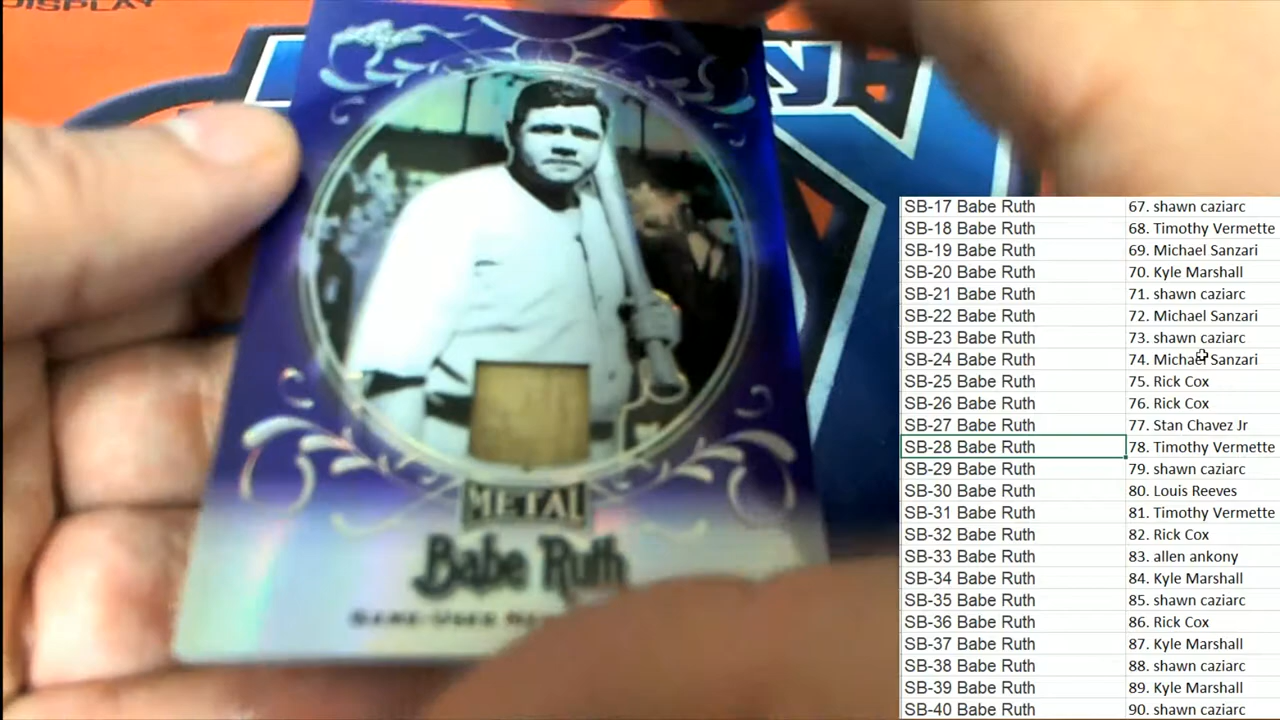 DISPLAY
METAL
Babe Ruth
GAME-USED
SB-17 Babe Ruth 67. shawn caziarc
SB-18 Babe Ruth 68. Timothy Vermette
SB-19 Babe Ruth 69. Michael Sanzari
SB-20 Babe Ruth 70. Kyle Marshall
SB-21 Babe Ruth 71. shawn caziarc
SB-22 Babe Ruth 72. Michael Sanzari
SB-23 Babe Ruth 73. shawn caziarc
SB-24 Babe Ruth 74. Michael Sanzari
SB-25 Babe Ruth 75. Rick Cox
SB-26 Babe Ruth 76. Rick Cox
SB-27 Babe Ruth 77. Stan Chavez Jr
SB-28 Babe Ruth 78. Timothy Vermette
SB-29 Babe Ruth 79. shawn caziarc
SB-30 Babe Ruth 80. Louis Reeves
SB-31 Babe Ruth 81. Timothy Vermette
SB-32 Babe Ruth 82. Rick Cox
SB-33 Babe Ruth 83. allen ankony
SB-34 Babe Ruth 84. Kyle Marshall
SB-35 Babe Ruth 85. shawn caziarc
SB-36 Babe Ruth 86. Rick Cox
SB-37 Babe Ruth 87. Kyle Marshall
SB-38 Babe Ruth 88. shawn caziarc
SB-39 Babe Ruth 89. Kyle Marshall
SB-40 Babe Ruth 90. shawn caziarc